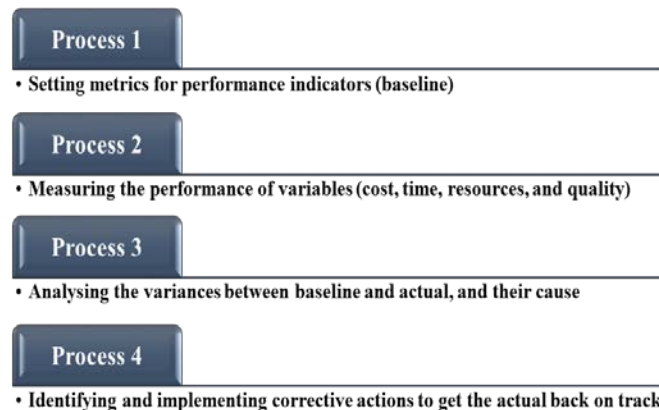 Process 1
• Setting metrics for performance indicators (baseline)
Process 2
• Measuring the performance of variables (cost, time, resources, and quality)
Process 3
• Analysing the variances between baseline and actual, and their cause
Process 4
• Identifying and implementing corrective actions to get the actual back on track